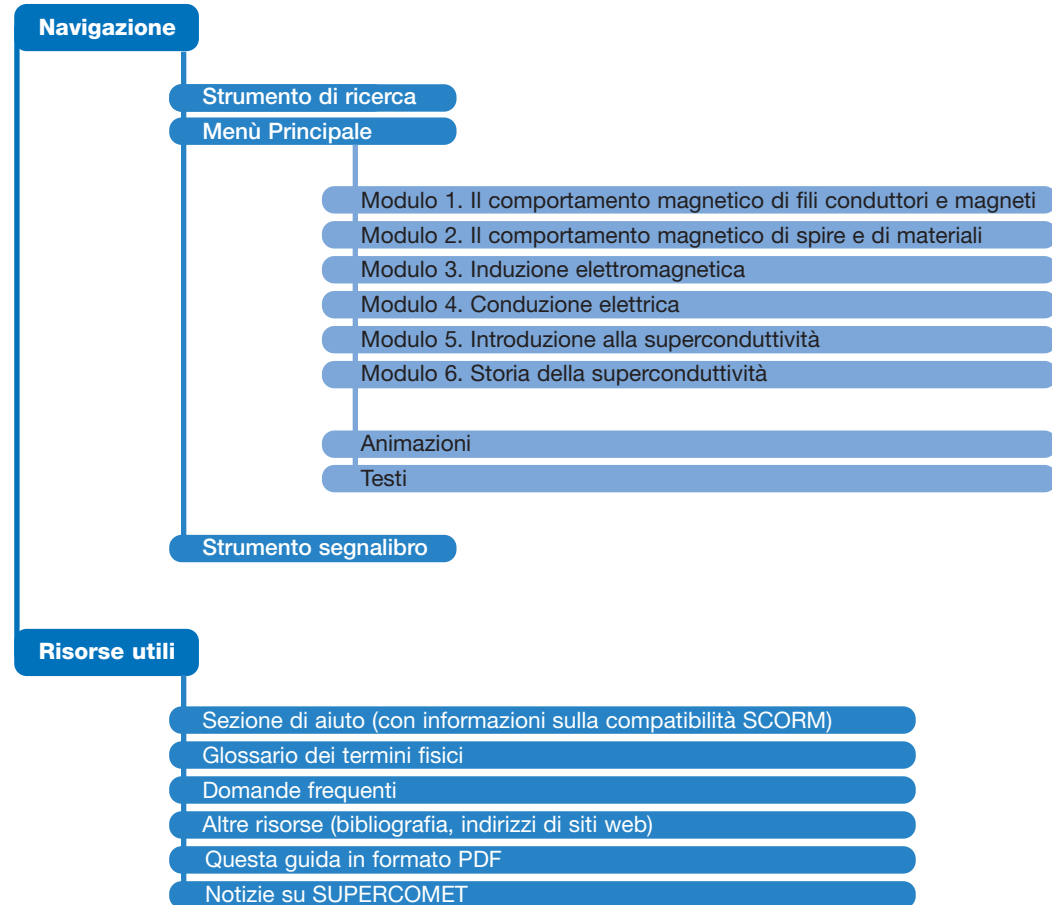 Navigazione
Strumento di ricerca
Menù Principale
Modulo 1. Il comportamento magnetico di fili conduttori e magneti
Modulo 2. Il comportamento magnetico di spire e di materiali
Modulo 3. Induzione elettromagnetica
Modulo 4. Conduzione elettrica
Modulo 5. Introduzione alla superconduttività
Modulo 6. Storia della superconduttività
Animazioni
Testi
Strumento segnalibro
Risorse utili
Sezione di aiuto (con informazioni sulla compatibilità SCORM)
Glossario dei termini fisici
Domande frequenti
Altre risorse (bibliografia, indirizzi di siti web)
Questa guida in formato PDF
Notizie su SUPERCOMET